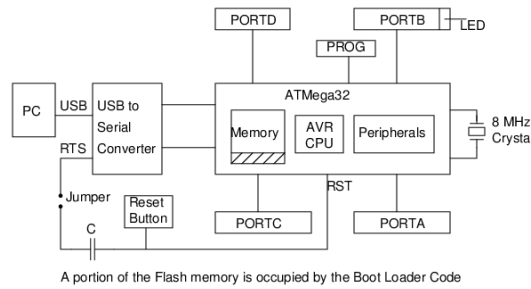 PORTD
PORTB
LED
PROG
ATMega32
PC
USB
USB to
Serial
Converter
RTS
Memory
AVR
CPU
Peripherals
8 MHz
Crysta
Jumper
Reset
Button
RST
C
PORTC
PORTA
A portion of the Flash memory is occupied by the Boot Loader Code